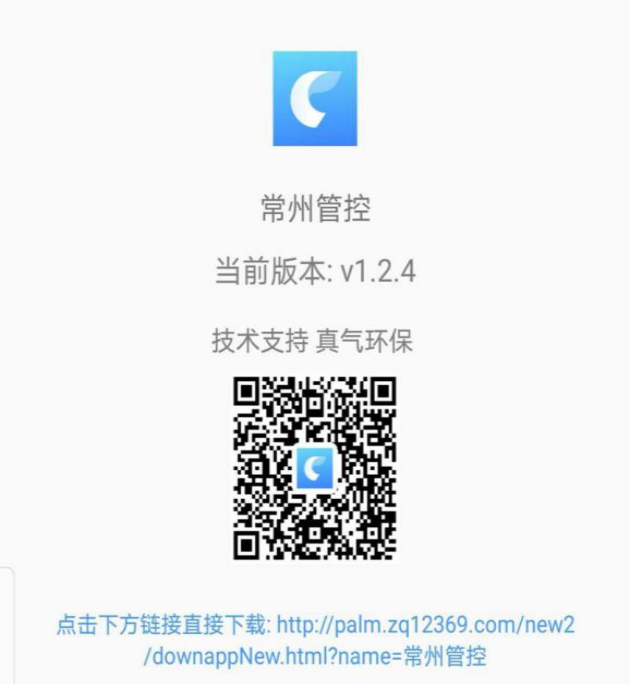 常州管控
当前版本: v1.2.4
技术支持 真气环保
点击下方链接直接下载: http://palm.zq12369.com/new2
/downappNew.html?name=常州管控